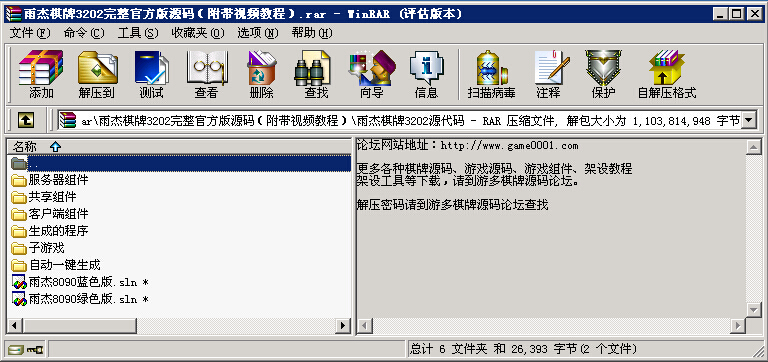 雨杰棋牌3202完整官方版源码(附带视频教程).rar - WinRAR (评估版本)
文件(F) 命令(C) 工具(S) 收藏夹(O) 选项(N) 帮助(H)
添加 解压到 测试 查看 删除 查找 向导 信息 扫描病毒 注释 保护 自解压格式
ar\雨杰棋牌3202完整官方版源码(附带视频教程)\雨杰棋牌3202源代码 - RAR 压缩文件, 解包大小为 1,103,814,948 字节
名称
..
服务器组件
共享组件
客户端组件
生成的程序
子游戏
自动一键生成
雨杰8090蓝色版.sln *
雨杰8090绿色版.sln *
论坛网站地址：http://www.game0001.com
更多各种棋牌源码、游戏源码、游戏组件、架设教程
架设工具等下载，请到游多棋牌源码论坛。
解压密码请到游多棋牌源码论坛查找
总计 6 文件夹 和 26,393 字节(2 个文件)